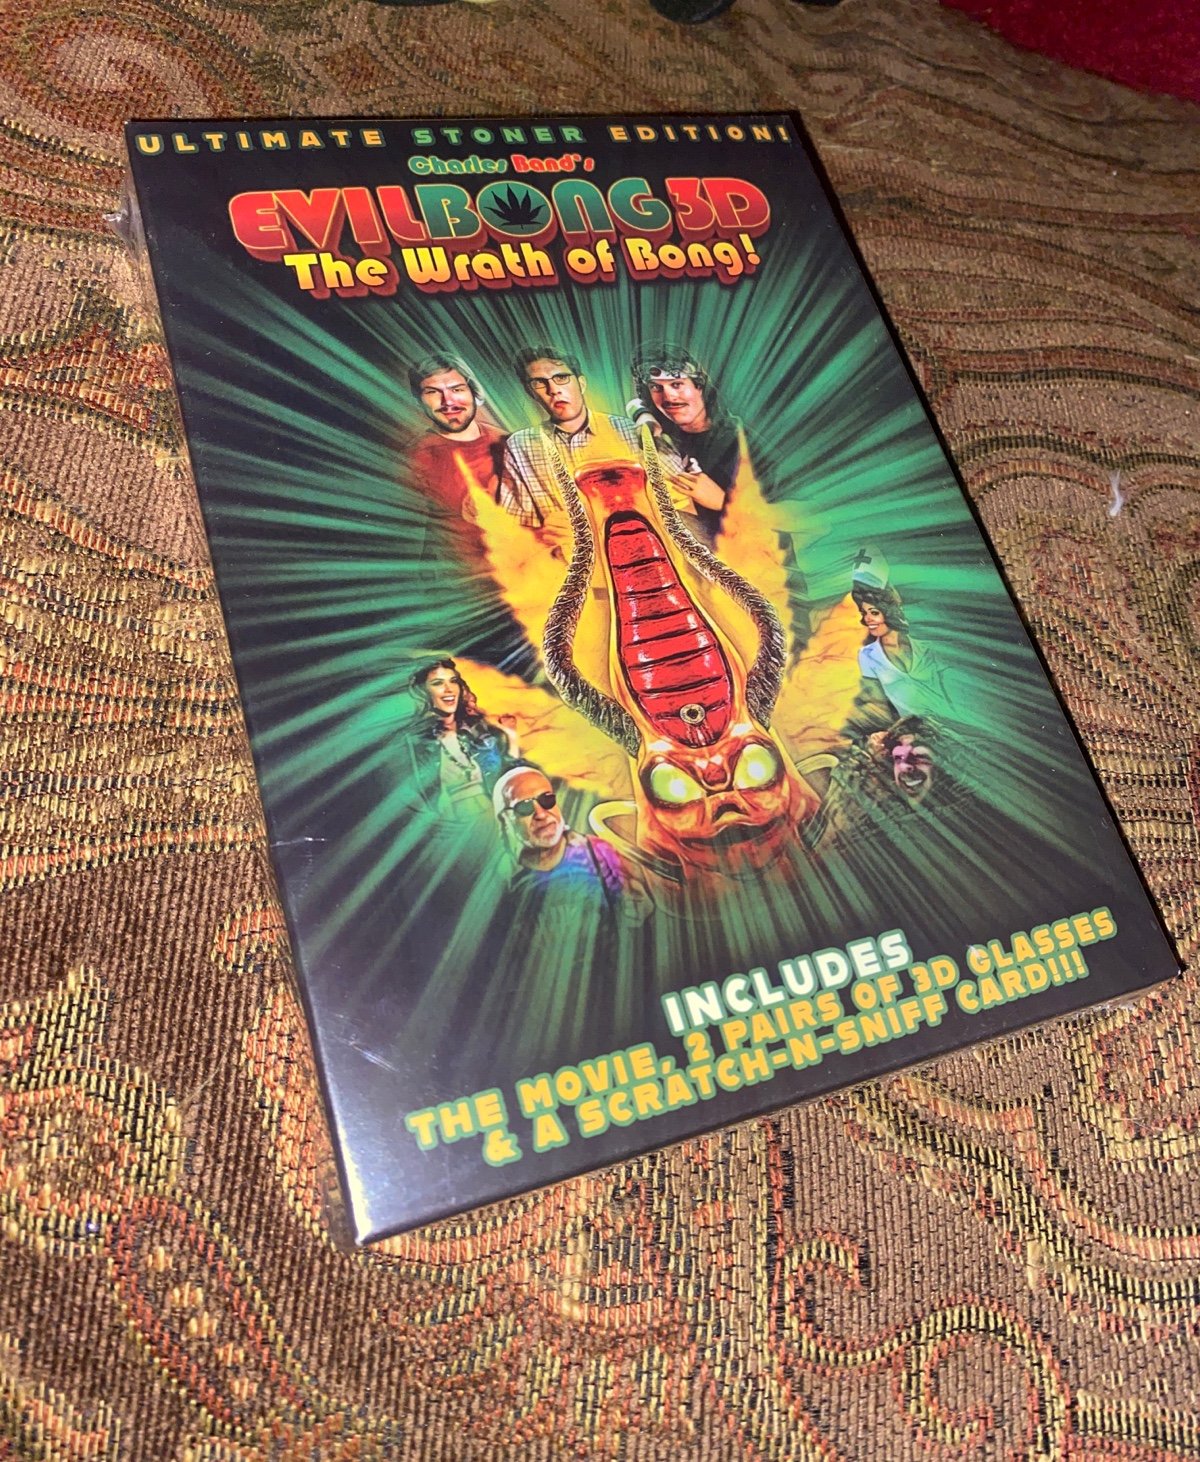 ULTIMATE STONER EDITION!
Charles Band's
EVILBONG3D
The Wrath of Bong!
INCLUDES
THE MOVIE, 2 PAIRS OF 3D GLASSES
& A SCRATCH-N-SNIFF CARD!!!